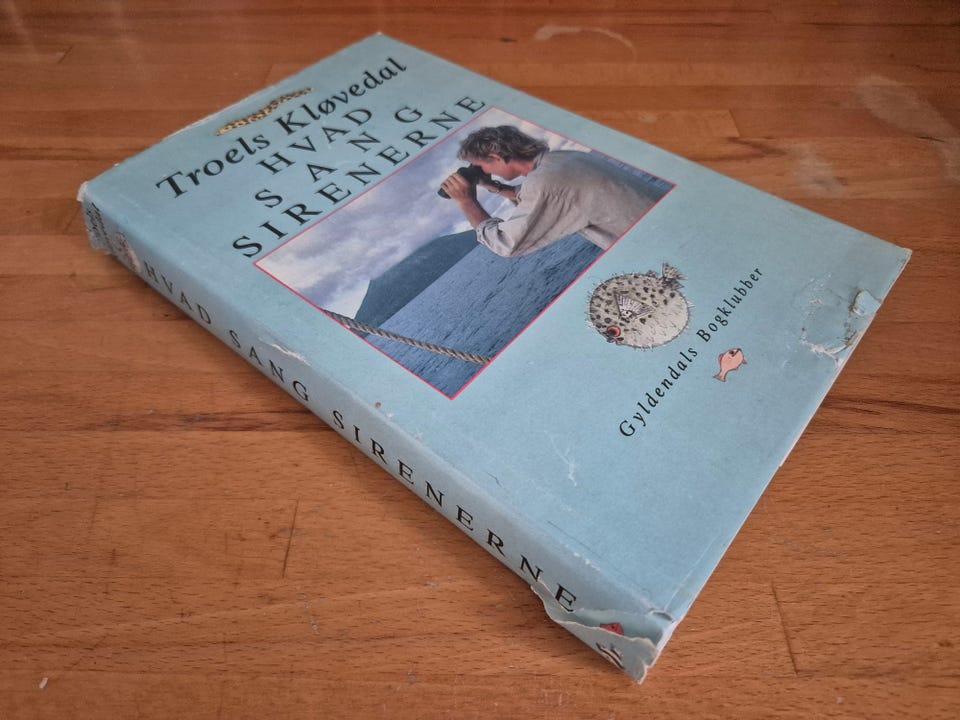 Troels Kløvedal
HVAD
SANG
SIRENERNE
Gyldendals Bogklubber
HVAD SANG SIRENERNE